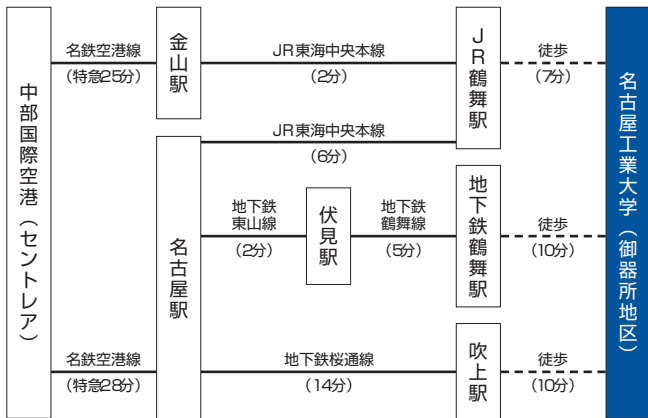 中部国際空港（セントレア）
名鉄空港線
（特急25分）
金山駅
JR東海中央本線
（2分）
JR鶴舞駅
徒歩
（7分）
名古屋工業大学（御器所地区）
JR東海中央本線
（6分）
名古屋駅
地下鉄
東山線
（2分）
伏見駅
地下鉄
鶴舞線
（5分）
地下鉄鶴舞駅
徒歩
（10分）
名鉄空港線
（特急28分）
地下鉄桜通線
（14分）
吹上駅
徒歩
（10分）